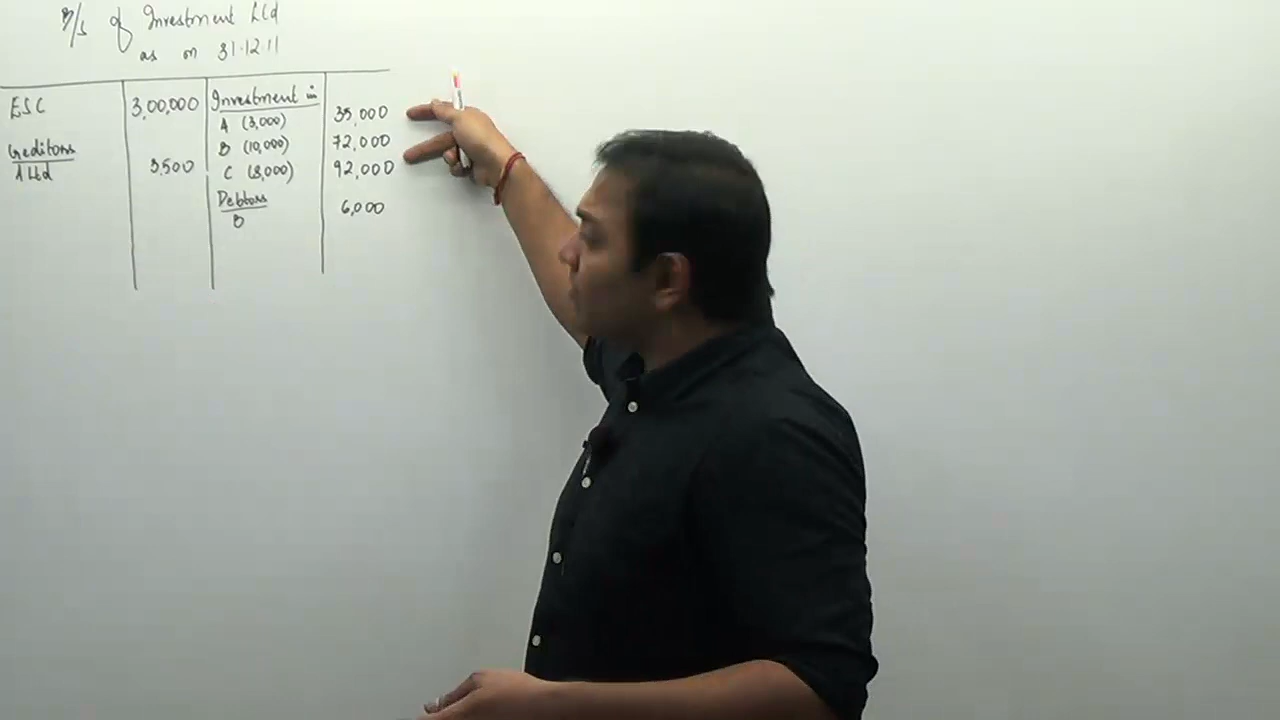 B/S of Investment Ltd
as on 31.12.11
ESC 3,00,000 Investment in
A (3,000) 35,000
Creditors B (10,000) 72,000
A Ltd 3,500 C (8,000) 92,000
Debtors
B 6,000